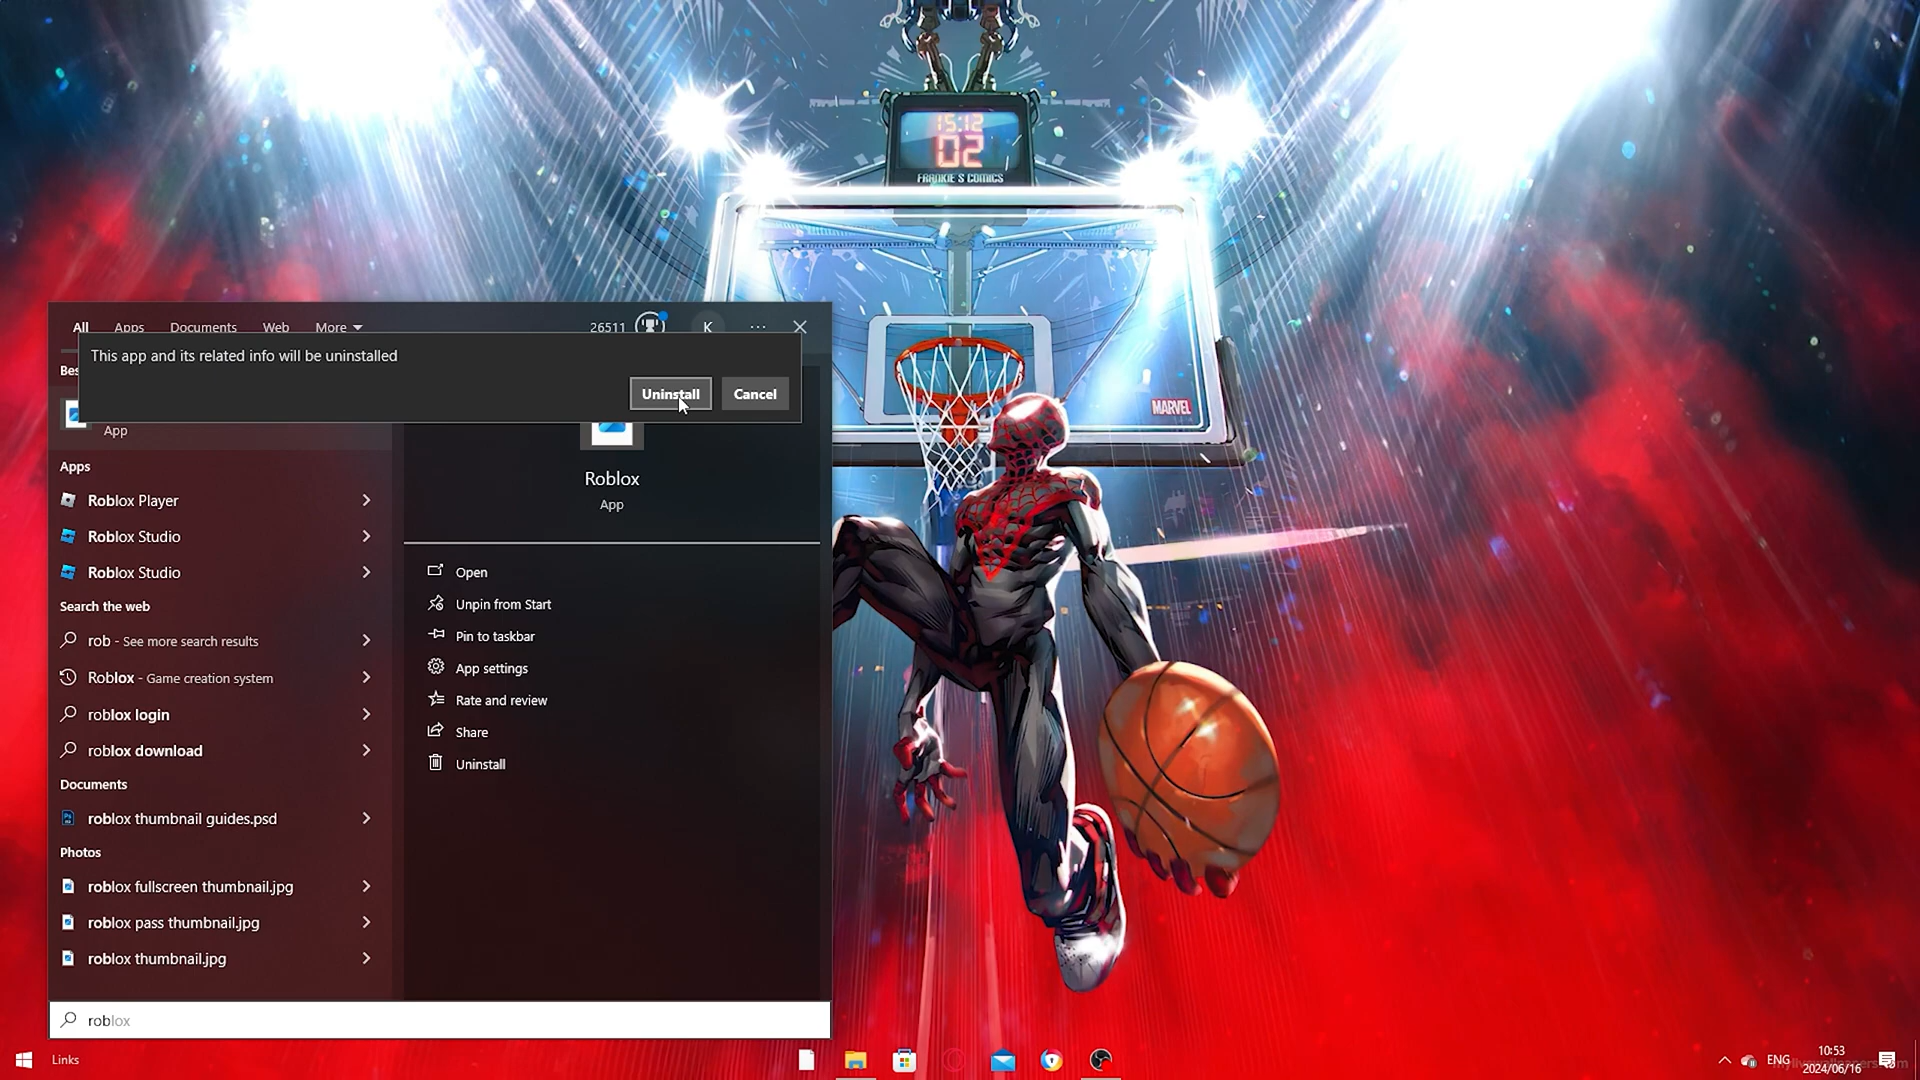 15:12
02
FRANKIE'S COMICS
MARVEL
All Apps Documents Web More 26511 K ...
This app and its related info will be uninstalled
Bes
Uninstall Cancel
App
Roblox
App
Apps
Roblox Player
Roblox Studio
Roblox Studio
Search the web
rob - See more search results
Roblox - Game creation system
roblox login
roblox download
Documents
roblox thumbnail guides.psd
Photos
roblox fullscreen thumbnail.jpg
roblox pass thumbnail.jpg
roblox thumbnail.jpg
Open
Unpin from Start
Pin to taskbar
App settings
Rate and review
Share
Uninstall
roblox
Links
ENG
10:53
2024/06/16